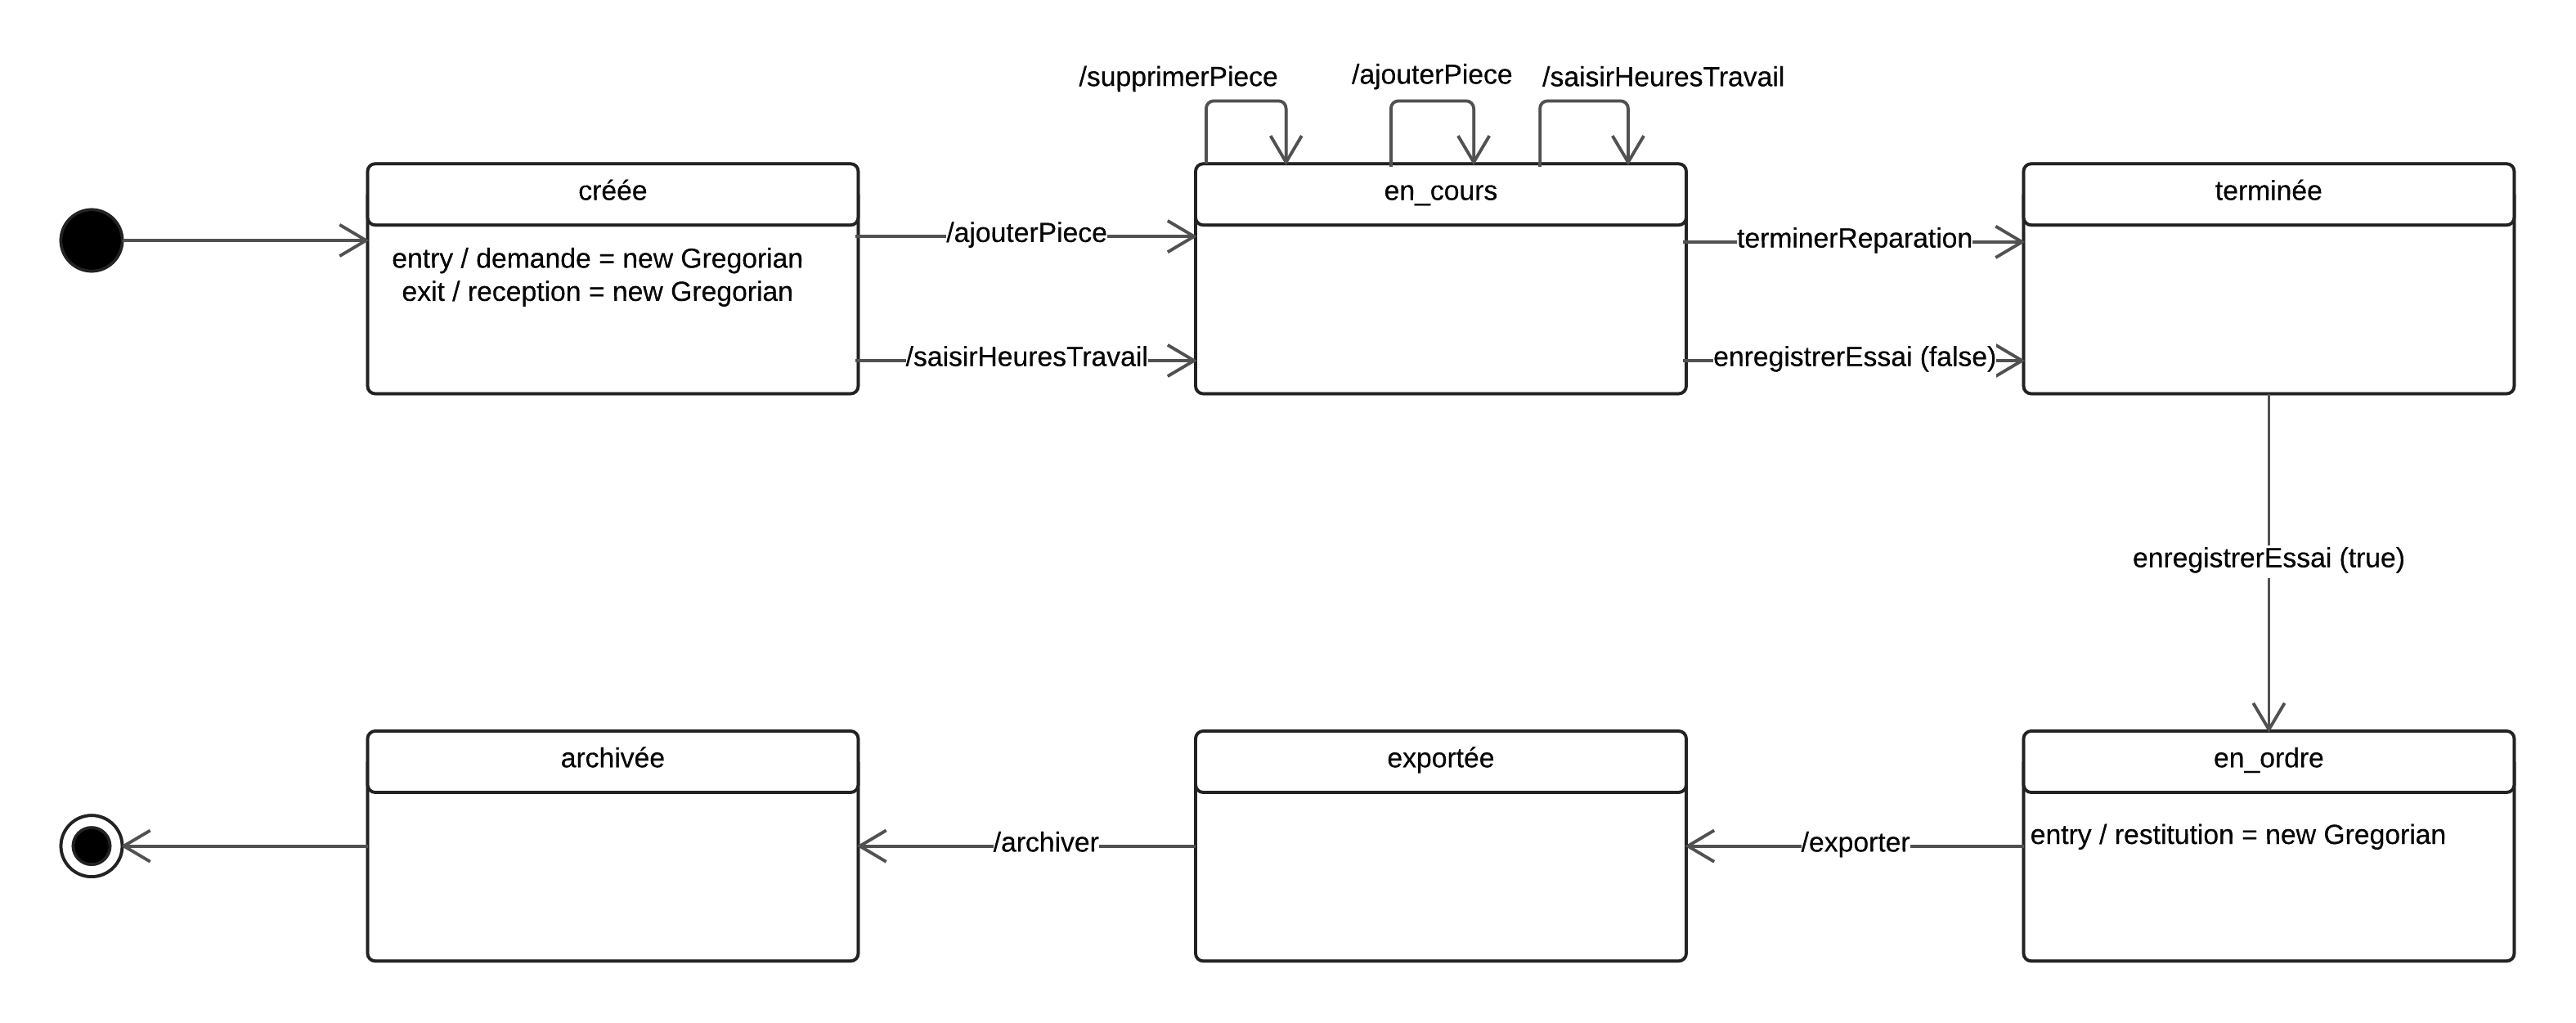 /supprimerPiece
/ajouterPiece
/saisirHeuresTravail
créée
entry / demande = new Gregorian
exit / reception = new Gregorian
/ajouterPiece
/saisirHeuresTravail
en_cours
terminerReparation
enregistrerEssai (false)
terminée
enregistrerEssai (true)
archivée
/archiver
exportée
/exporter
en_ordre
entry / restitution = new Gregorian